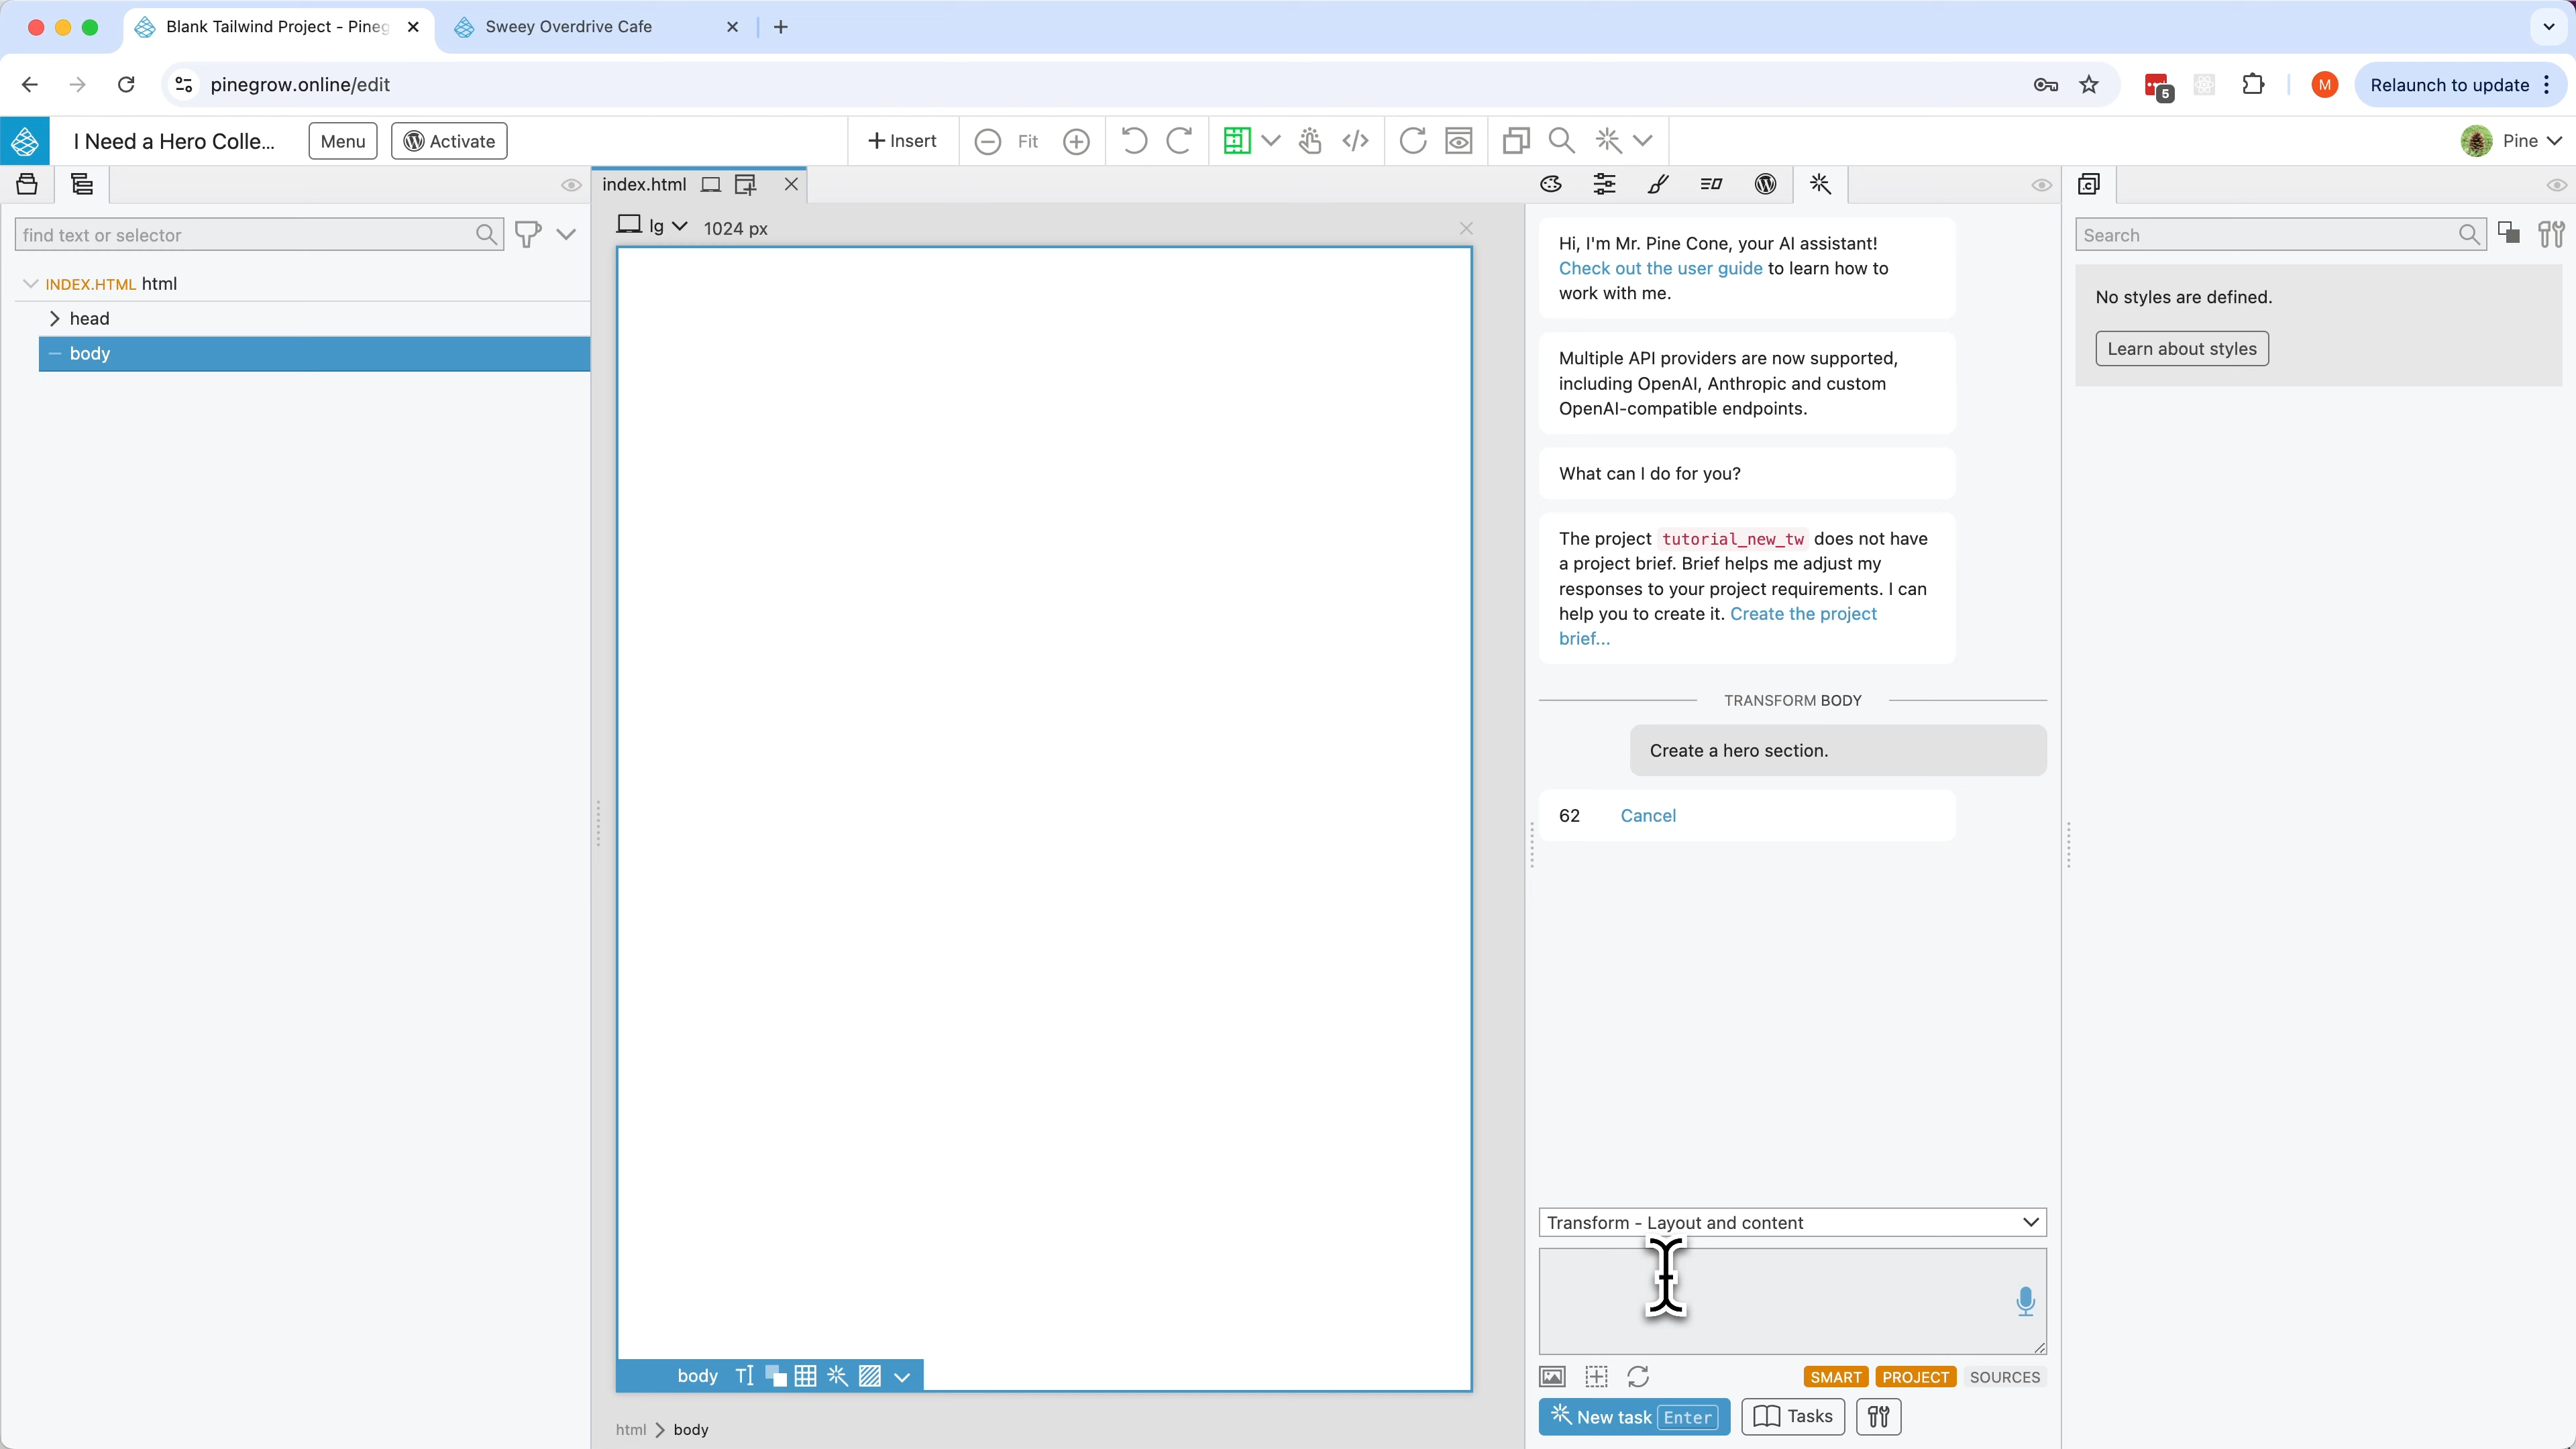 Blank Tailwind Project - Pineg
Sweey Overdrive Cafe
pinegrow.online/edit
5
M
Relaunch to update
I Need a Hero Colle...
Menu
Activate
Insert
Fit
Pine
index.html
find text or selector
lg
1024 px
INDEX.HTML html
head
body
Hi, I'm Mr. Pine Cone, your AI assistant!
Check out the user guide to learn how to
work with me.
Multiple API providers are now supported,
including OpenAI, Anthropic and custom
OpenAI-compatible endpoints.
What can I do for you?
The project tutorial_new_tw does not have
a project brief. Brief helps me adjust my
responses to your project requirements. I can
help you to create it. Create the project
brief...
TRANSFORM BODY
Create a hero section.
62 Cancel
Transform - Layout and content
SMART PROJECT SOURCES
New task Enter
Tasks
Search
No styles are defined.
Learn about styles
body
html > body